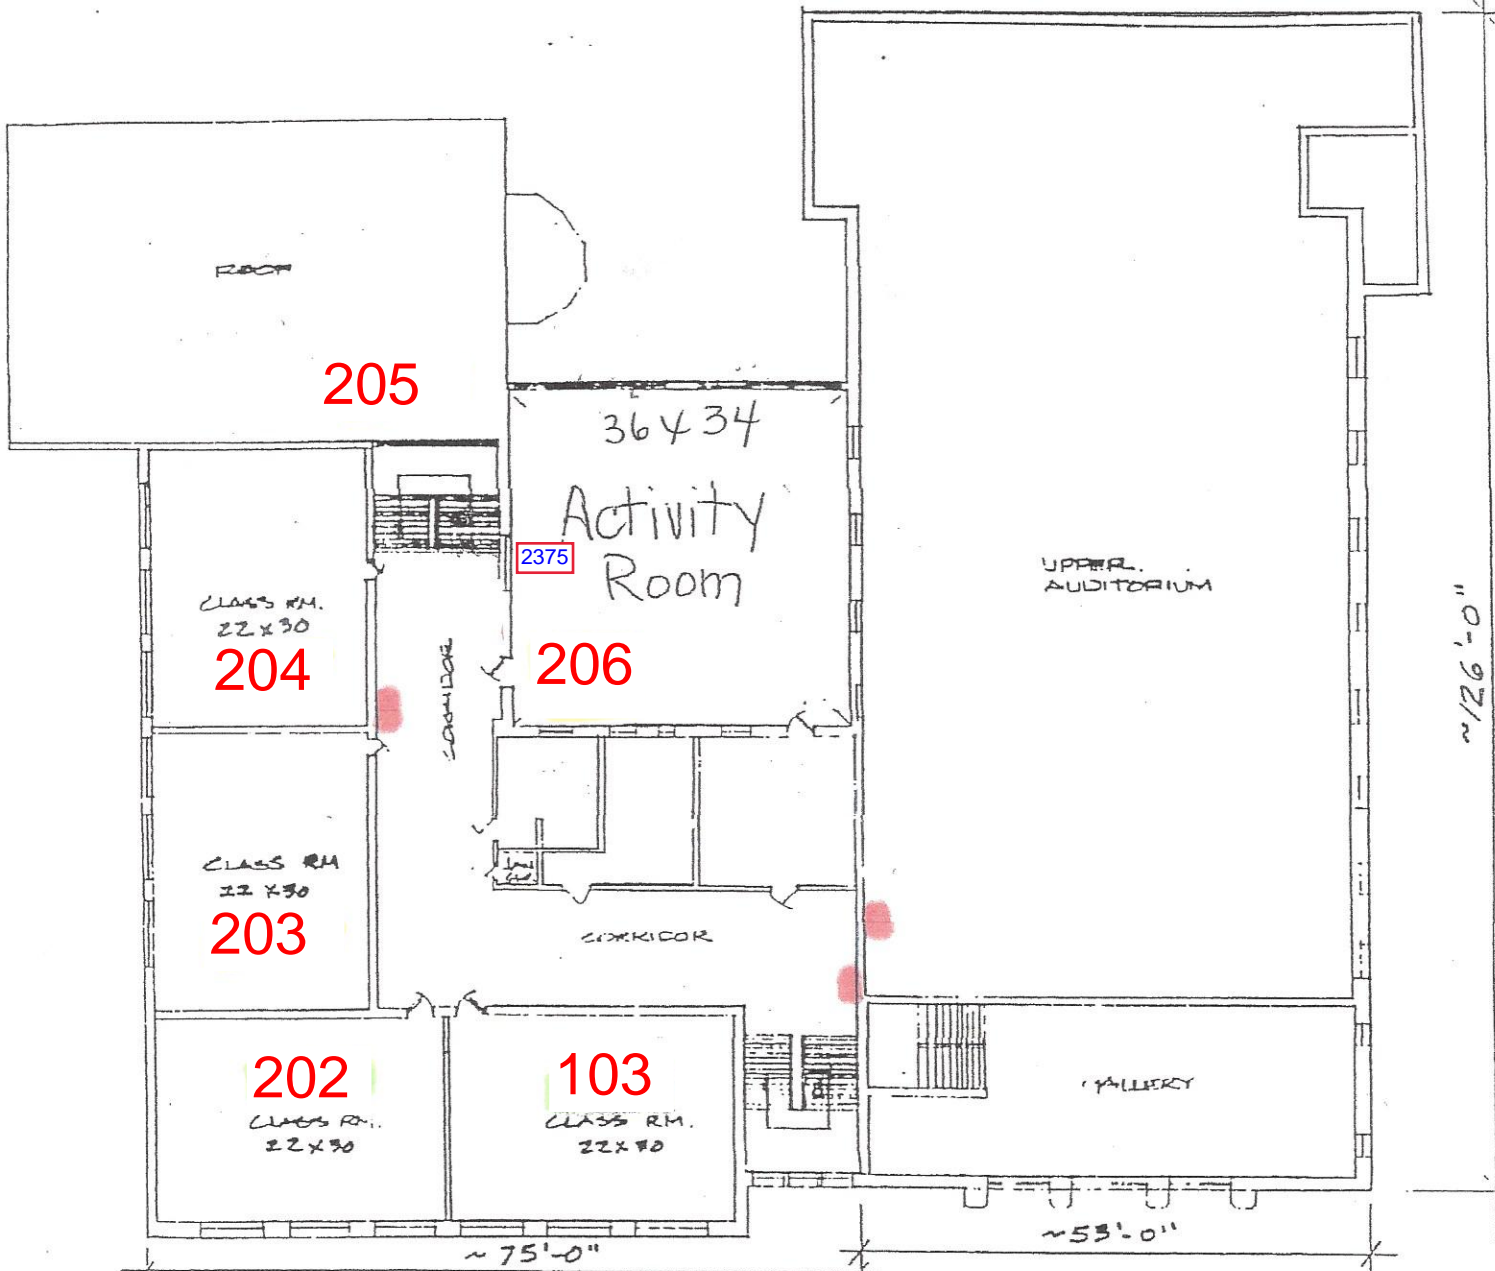 ROOF
205
36 X 34
Activity
Room
2375
206
CLASS RM.
22 x 30
204
CORRIDOR
UPPER.
AUDITORIUM
~126'-0"
CLASS RM
22 x 30
203
CORRIDOR
202
CLASS RM.
22 x 30
103
CLASS RM.
22 x 30
GALLERY
~75'-0"
~53'-0"